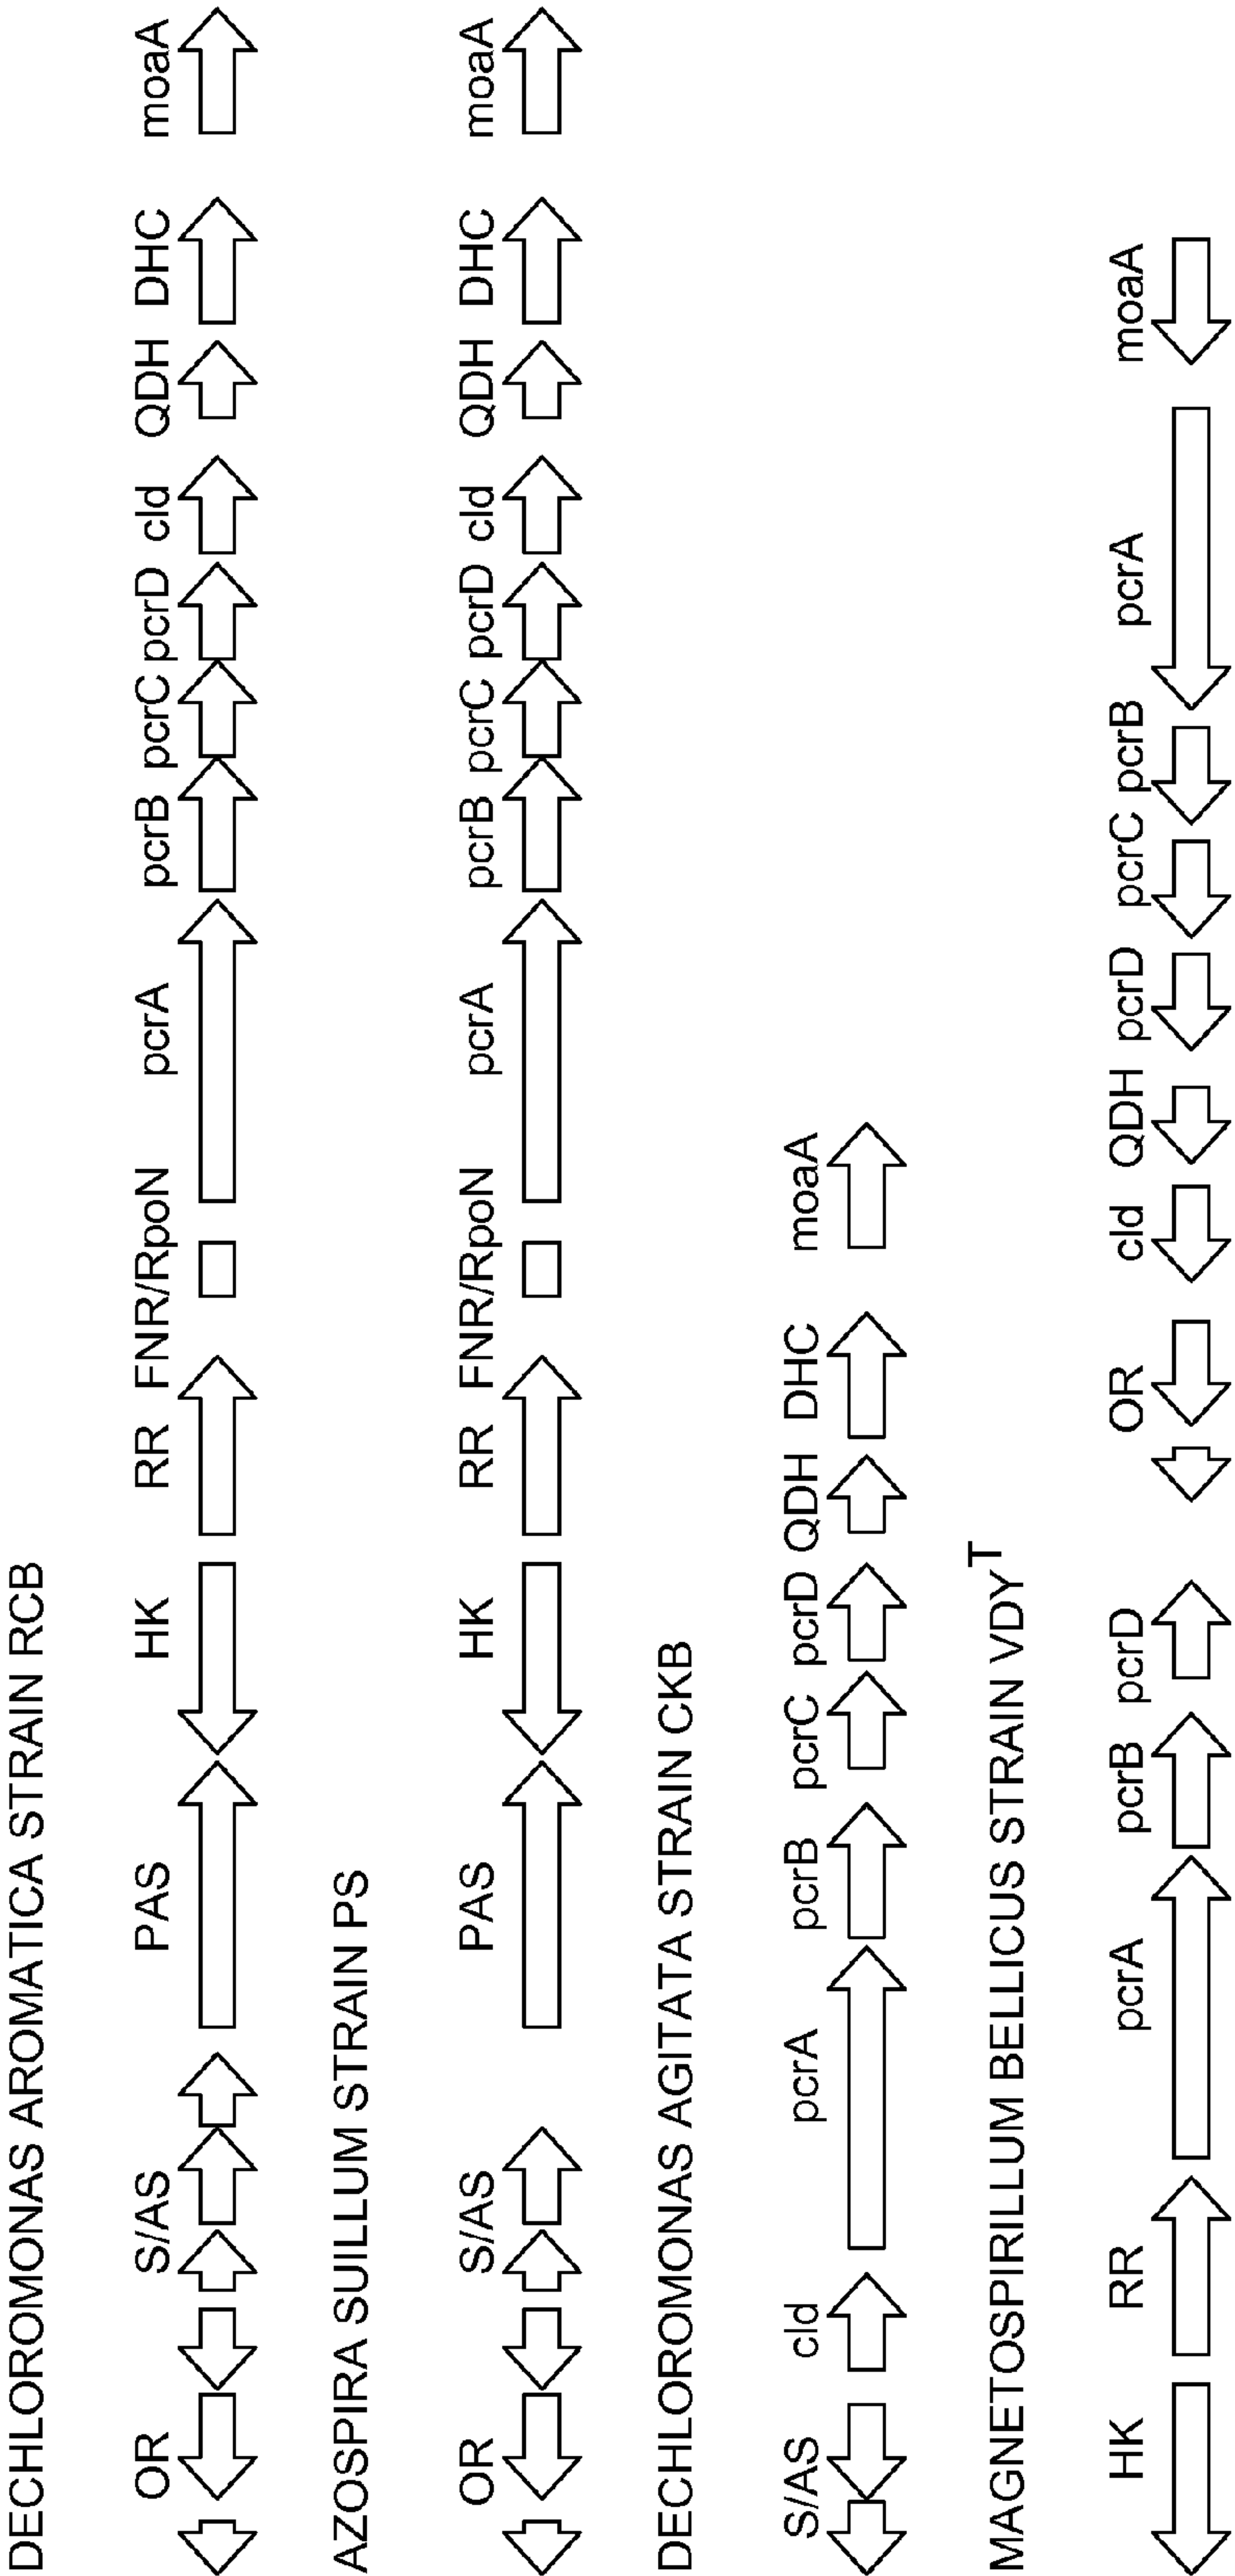 DECHLOROMONAS AROMATICA STRAIN RCB
OR S/AS PAS HK RR FNR/RpoN pcrA pcrB pcrC pcrD cld QDH DHC moaA
AZOSPIRA SUILLUM STRAIN PS
OR S/AS PAS HK RR FNR/RpoN pcrA pcrB pcrC pcrD cld QDH DHC moaA
DECHLOROMONAS AGITATA STRAIN CKB
S/AS cld pcrA pcrB pcrC pcrD QDH DHC moaA
MAGNETOSPIRILLUM BELLICUS STRAIN VDYᵀ
HK RR pcrA pcrB pcrD OR cld QDH pcrD pcrC pcrB pcrA moaA